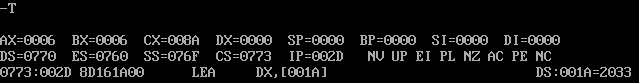 -T
AX=0006 BX=0006 CX=008A DX=0000 SP=0000 BP=0000 SI=0000 DI=0000
DS=0770 ES=0760 SS=076F CS=0773 IP=002D NV UP EI PL NZ AC PE NC
0773:002D 8D161A00 LEA DX,[001A] DS:001A=2033